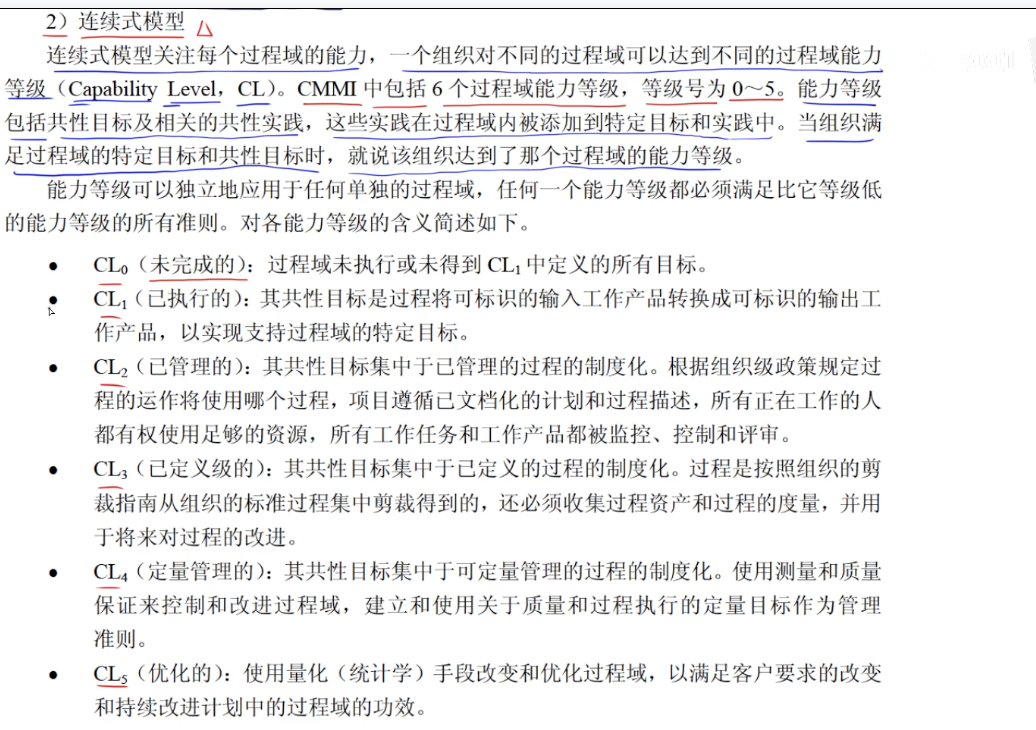 2）连续式模型
连续式模型关注每个过程域的能力，一个组织对不同的过程域可以达到不同的过程域能力
等级（Capability Level，CL）。CMMI 中包括 6 个过程域能力等级，等级号为 0～5。能力等级
包括共性目标及相关的共性实践，这些实践在过程域内被添加到特定目标和实践中。当组织满
足过程域的特定目标和共性目标时，就说该组织达到了那个过程域的能力等级。
能力等级可以独立地应用于任何单独的过程域，任何一个能力等级都必须满足比它等级低
的能力等级的所有准则。对各能力等级的含义简述如下。
● CL₀（未完成的）：过程域未执行或未得到 CL₁ 中定义的所有目标。
● CL₁（已执行的）：其共性目标是过程将可标识的输入工作产品转换成可标识的输出工
作产品，以实现支持过程域的特定目标。
● CL₂（已管理的）：其共性目标集中于已管理的过程的制度化。根据组织级政策规定过
程的运作将使用哪个过程，项目遵循已文档化的计划和过程描述，所有正在工作的人
都有权使用足够的资源，所有工作任务和工作产品都被监控、控制和评审。
● CL₃（已定义级的）：其共性目标集中于已定义的过程的制度化。过程是按照组织的剪
裁指南从组织的标准过程集中剪裁得到的，还必须收集过程资产和过程的度量，并用
于将来对过程的改进。
● CL₄（定量管理的）：其共性目标集中于可定量管理的过程的制度化。使用测量和质量
保证来控制和改进过程域，建立和使用关于质量和过程执行的定量目标作为管理
准则。
● CL₅（优化的）：使用量化（统计学）手段改变和优化过程域，以满足客户要求的改变
和持续改进计划中的过程域的功效。